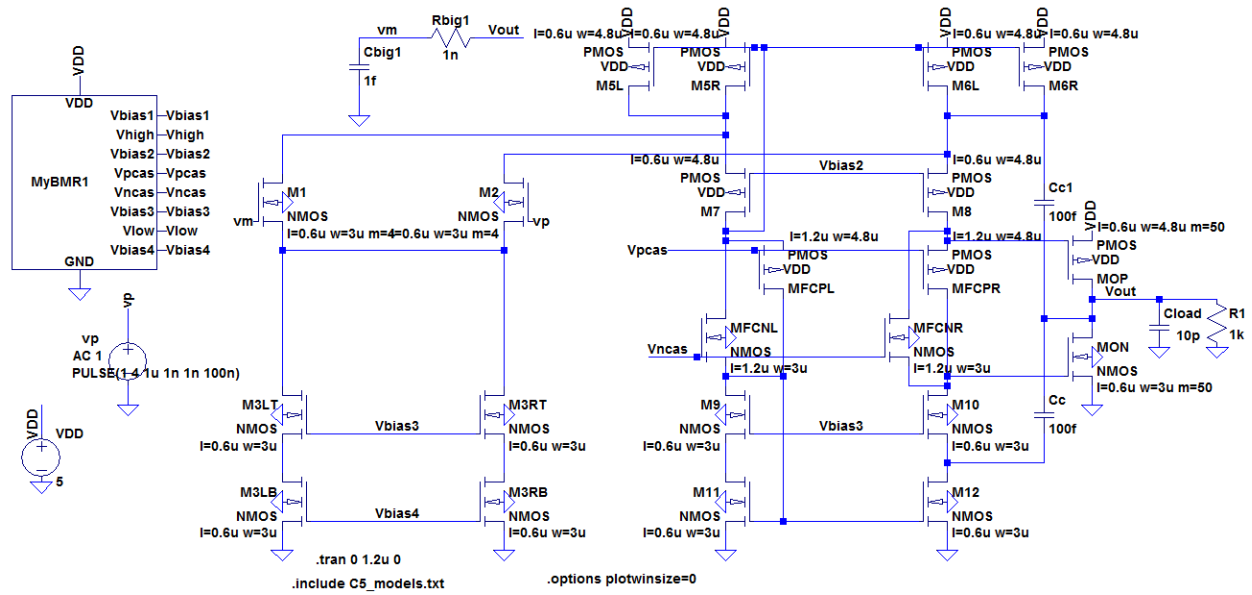 vm
Rbig1
Vout
1n
Cbig1
1f
VDD
VDD
MyBMR1
Vbias1
Vbias1
Vhigh
Vhigh
Vbias2
Vbias2
Vpcas
Vpcas
Vncas
Vncas
Vbias3
Vbias3
Vlow
Vlow
Vbias4
Vbias4
GND
vp
vp
AC 1
PULSE(1 4 1u 1n 1n 100n)
VDD
VDD
5
VDD
VDD
VDD
VDD
l=0.6u w=4.8u
l=0.6u w=4.8u
l=0.6u w=4.8u
l=0.6u w=4.8u
PMOS
VDD
M5L
PMOS
VDD
M5R
PMOS
VDD
M6L
PMOS
VDD
M6R
M1
NMOS
vm
l=0.6u w=3u m=4
M2
NMOS
vp
l=0.6u w=3u m=4
l=0.6u w=4.8u
PMOS
VDD
M7
Vbias2
l=0.6u w=4.8u
PMOS
VDD
M8
Cc1
100f
Vpcas
l=1.2u w=4.8u
PMOS
VDD
MFCPL
l=1.2u w=4.8u
PMOS
VDD
MFCPR
VDD
l=0.6u w=4.8u m=50
PMOS
VDD
MOP
Vout
Cload
10p
R1
1k
MFCNL
NMOS
l=1.2u w=3u
MFCNR
NMOS
l=1.2u w=3u
Vncas
MON
NMOS
l=0.6u w=3u m=50
M3LT
NMOS
l=0.6u w=3u
Vbias3
M3RT
NMOS
l=0.6u w=3u
M9
NMOS
l=0.6u w=3u
Vbias3
M10
NMOS
l=0.6u w=3u
Cc
100f
M3LB
NMOS
l=0.6u w=3u
Vbias4
M3RB
NMOS
l=0.6u w=3u
M11
NMOS
l=0.6u w=3u
M12
NMOS
l=0.6u w=3u
.tran 0 1.2u 0
.include C5_models.txt
.options plotwinsize=0